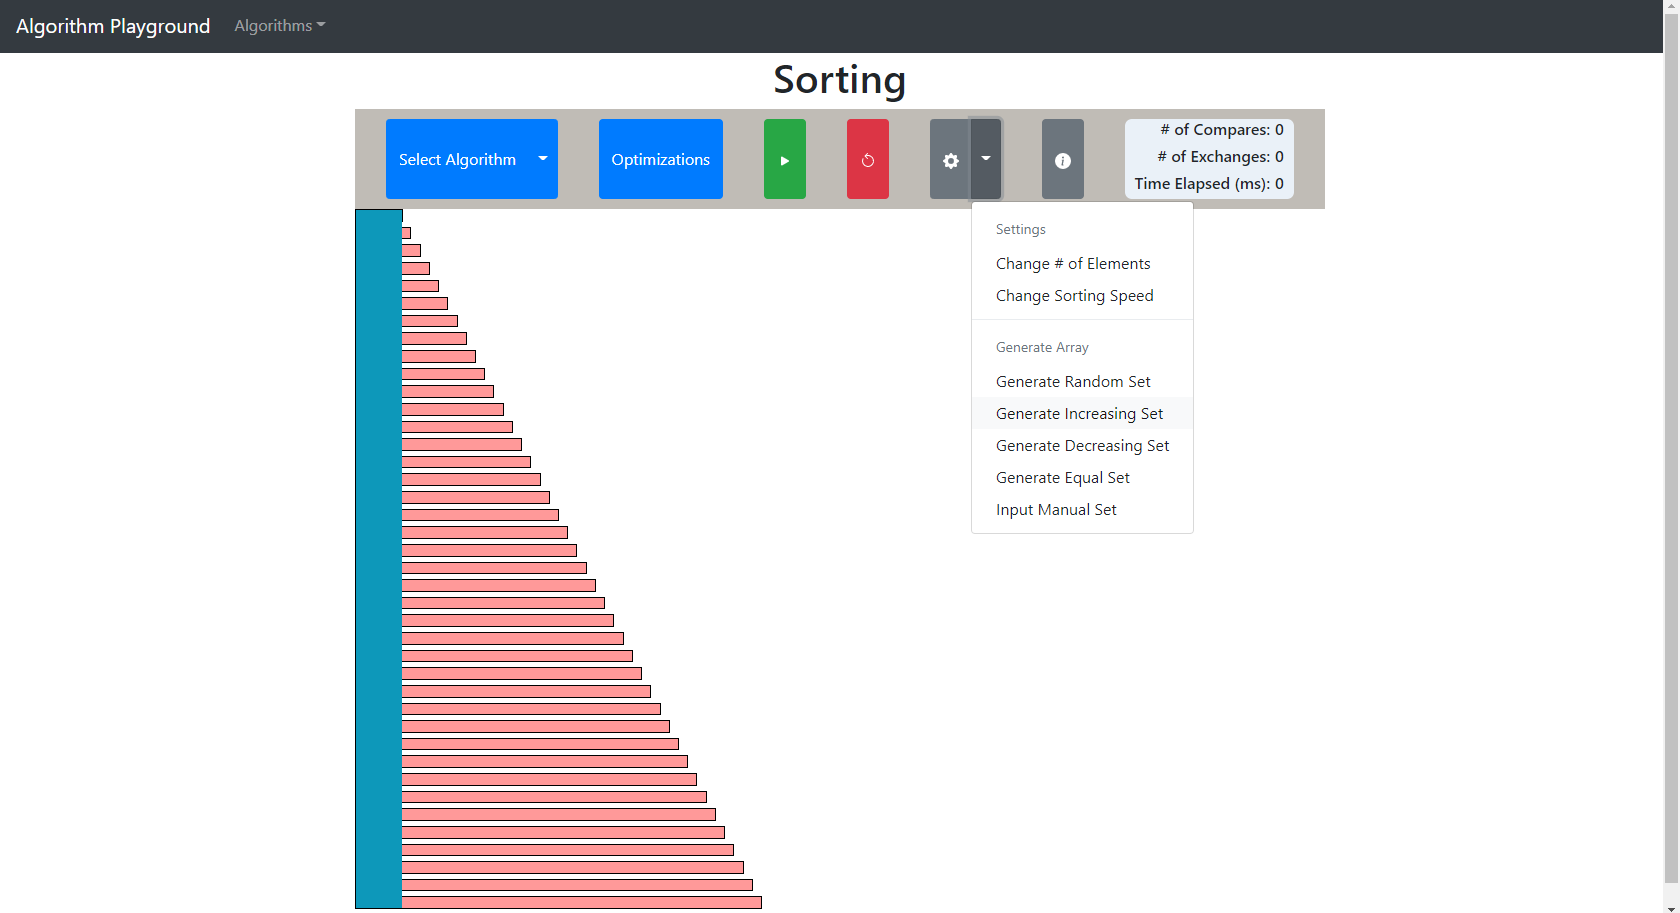 Algorithm Playground
Algorithms
Sorting
Select Algorithm
Optimizations
# of Compares: 0
# of Exchanges: 0
Time Elapsed (ms): 0
Settings
Change # of Elements
Change Sorting Speed
Generate Array
Generate Random Set
Generate Increasing Set
Generate Decreasing Set
Generate Equal Set
Input Manual Set